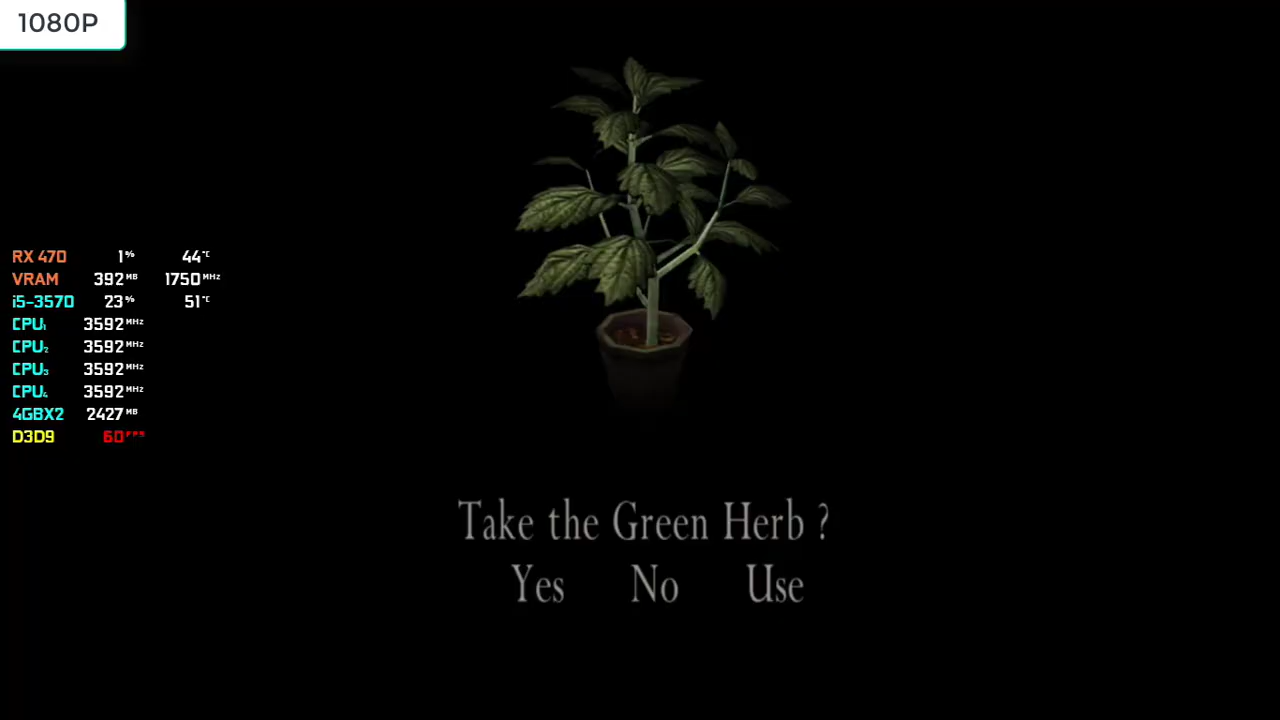 1080P
RX 470 1% 44°C
VRAM 392MB 1750MHz
i5-3570 23% 51°C
CPU1 3592MHz
CPU2 3592MHz
CPU3 3592MHz
CPU4 3592MHz
4GBX2 2427MB
D3D9 60FPS
Take the Green Herb ?
Yes No Use